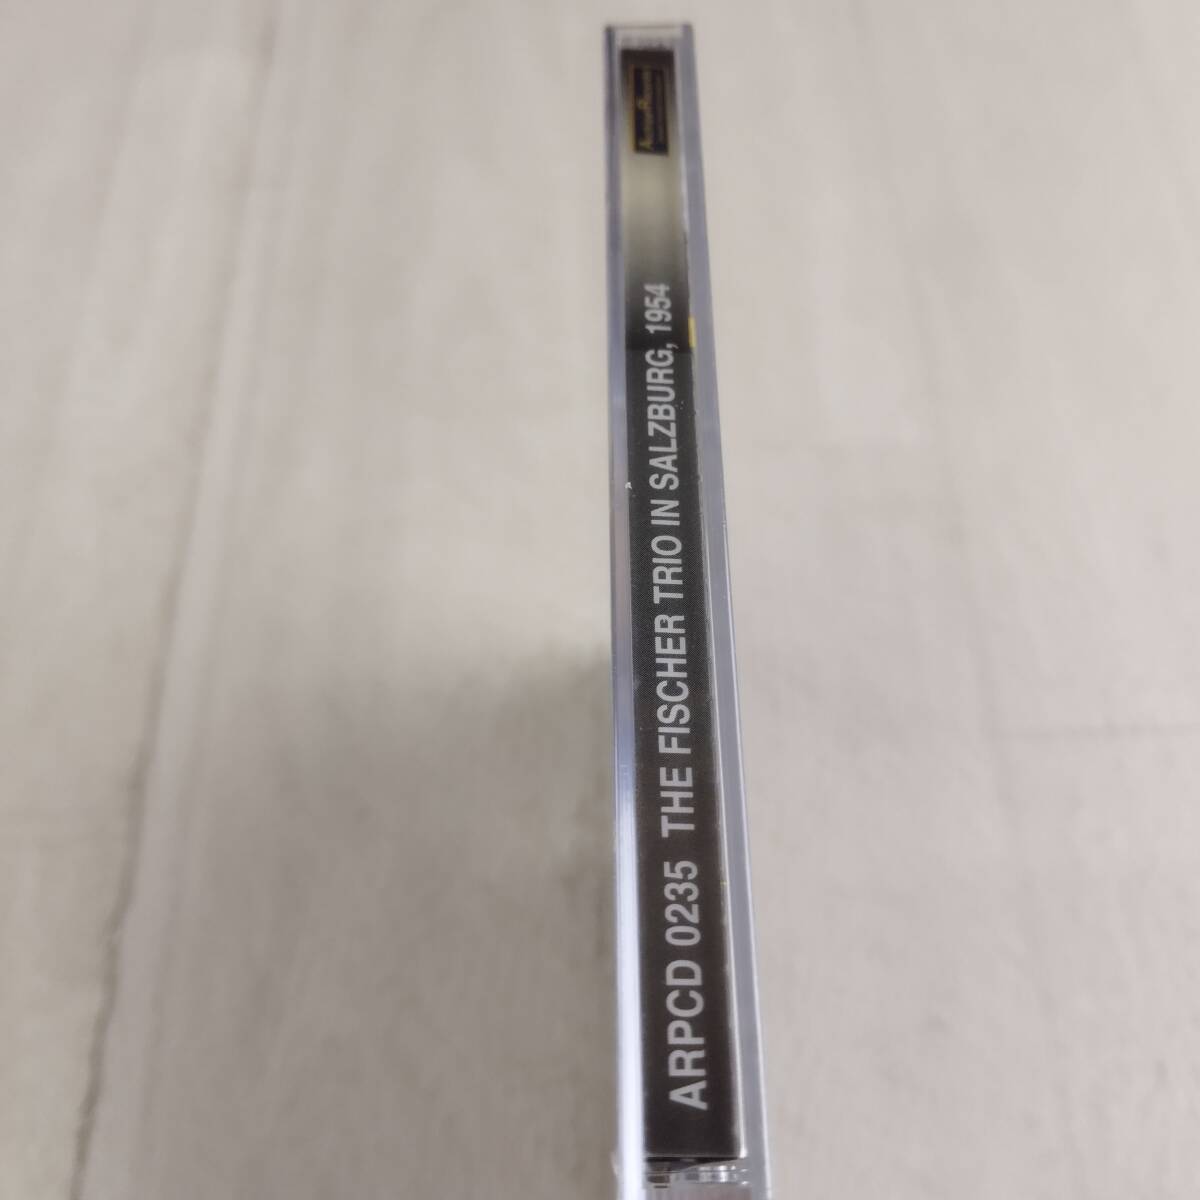 ARPCD 0235 THE FISCHER TRIO IN SALZBURG, 1954